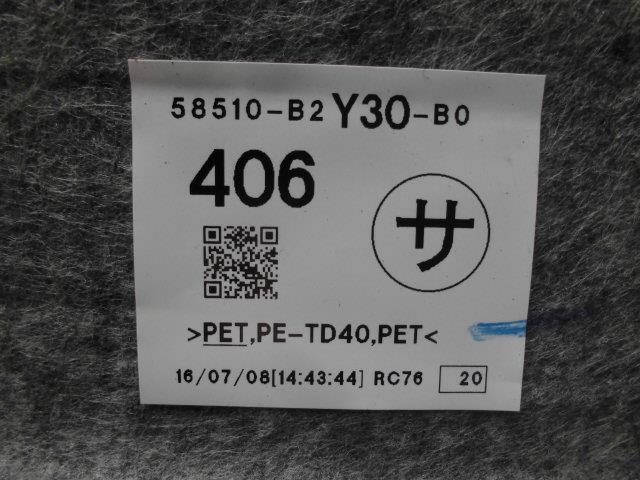 58510-B2Y30-B0
406
サ
>PET,PE-TD40,PET<
16/07/08[14:43:44] RC76 20